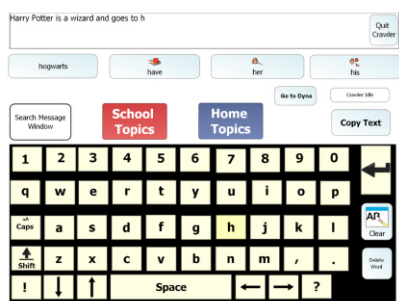 Harry Potter is a wizard and goes to h
Quit
Crawler
hogwarts
have
her
his
Go to Dyna
Crawler Idle
Search Message
Window
School
Topics
Home
Topics
Copy Text
1 2 3 4 5 6 7 8 9 0
q w e r t y u i o p
aA
Caps a s d f g h j k l
AR
Clear
Shift z x c v b n m , .
Delete
Word
! Space ?